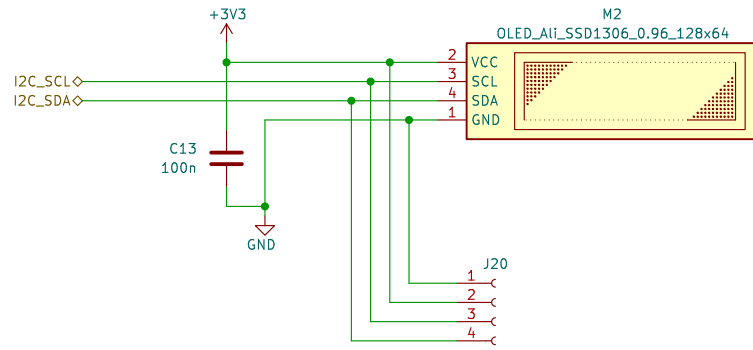 +3V3
M2
OLED_Ali_SSD1306_0.96_128x64
2 VCC
I2C_SCL 3 SCL
I2C_SDA 4 SDA
1 GND
C13
100n
GND
J20
1
2
3
4